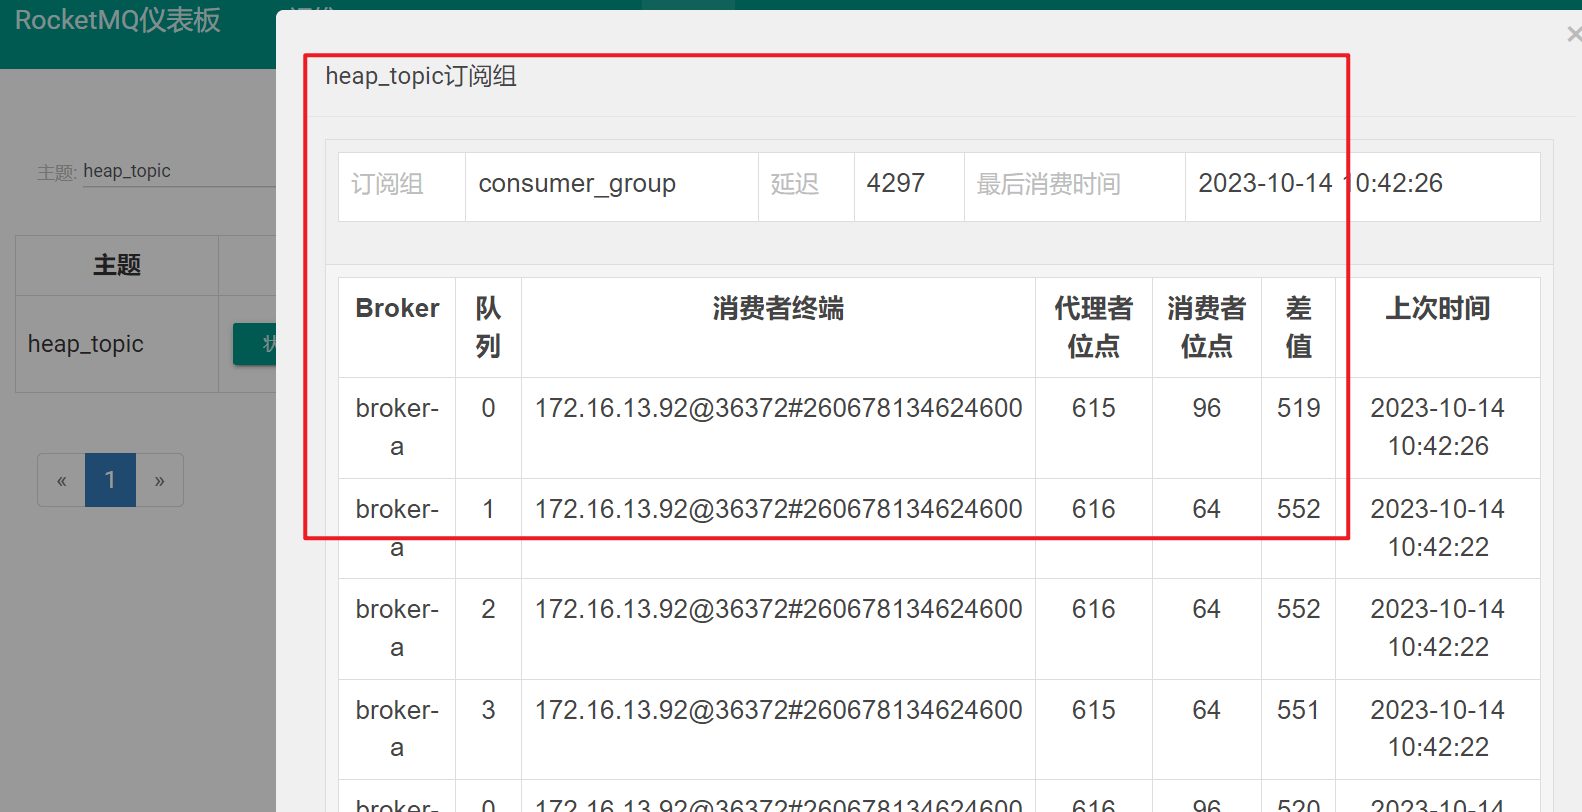 RocketMQ仪表板
×
heap_topic订阅组
主题: heap_topic
订阅组 consumer_group 延迟 4297 最后消费时间 2023-10-14 10:42:26
主题
heap_topic
« 1 »
Broker 队列 消费者终端 代理者位点 消费者位点 差值 上次时间
broker-a 0 172.16.13.92@36372#260678134624600 615 96 519 2023-10-14 10:42:26
broker-a 1 172.16.13.92@36372#260678134624600 616 64 552 2023-10-14 10:42:22
broker-a 2 172.16.13.92@36372#260678134624600 616 64 552 2023-10-14 10:42:22
broker-a 3 172.16.13.92@36372#260678134624600 615 64 551 2023-10-14 10:42:22
broker- 0 172.16.13.92@36372#260678134624600 616 96 520 2023-10-14